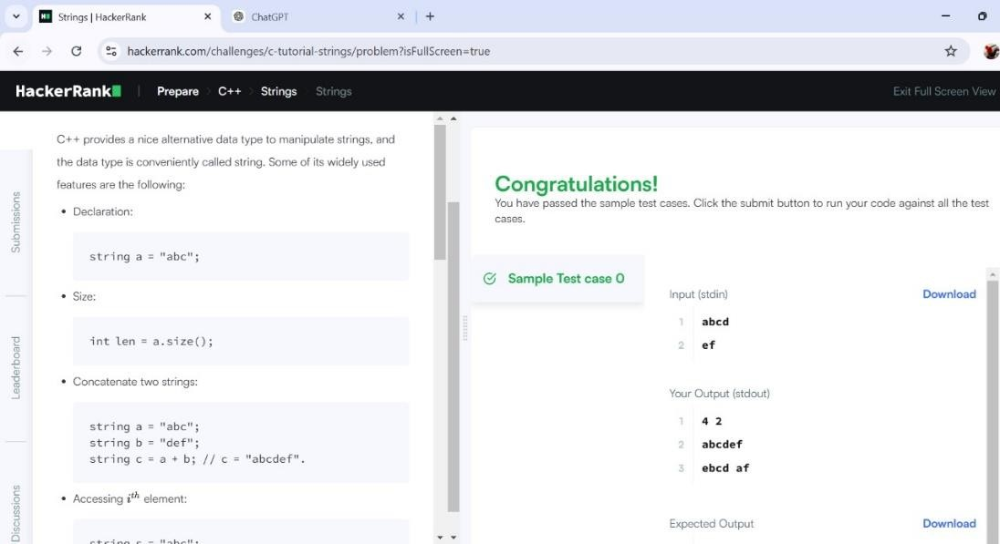 Strings | HackerRank
ChatGPT
hackerrank.com/challenges/c-tutorial-strings/problem?isFullScreen=true
HackerRank
Prepare > C++ > Strings > Strings
Exit Full Screen View
Submissions
Leaderboard
Discussions
C++ provides a nice alternative data type to manipulate strings, and
the data type is conveniently called string. Some of its widely used
features are the following:
• Declaration:
string a = "abc";
• Size:
int len = a.size();
• Concatenate two strings:
string a = "abc";
string b = "def";
string c = a + b; // c = "abcdef".
• Accessing iᵗʰ element:
string s = "abc";
Congratulations!
You have passed the sample test cases. Click the submit button to run your code against all the test
cases.
Sample Test case 0
Input (stdin)
Download
1 abcd
2 ef
Your Output (stdout)
1 4 2
2 abcdef
3 ebcd af
Expected Output
Download